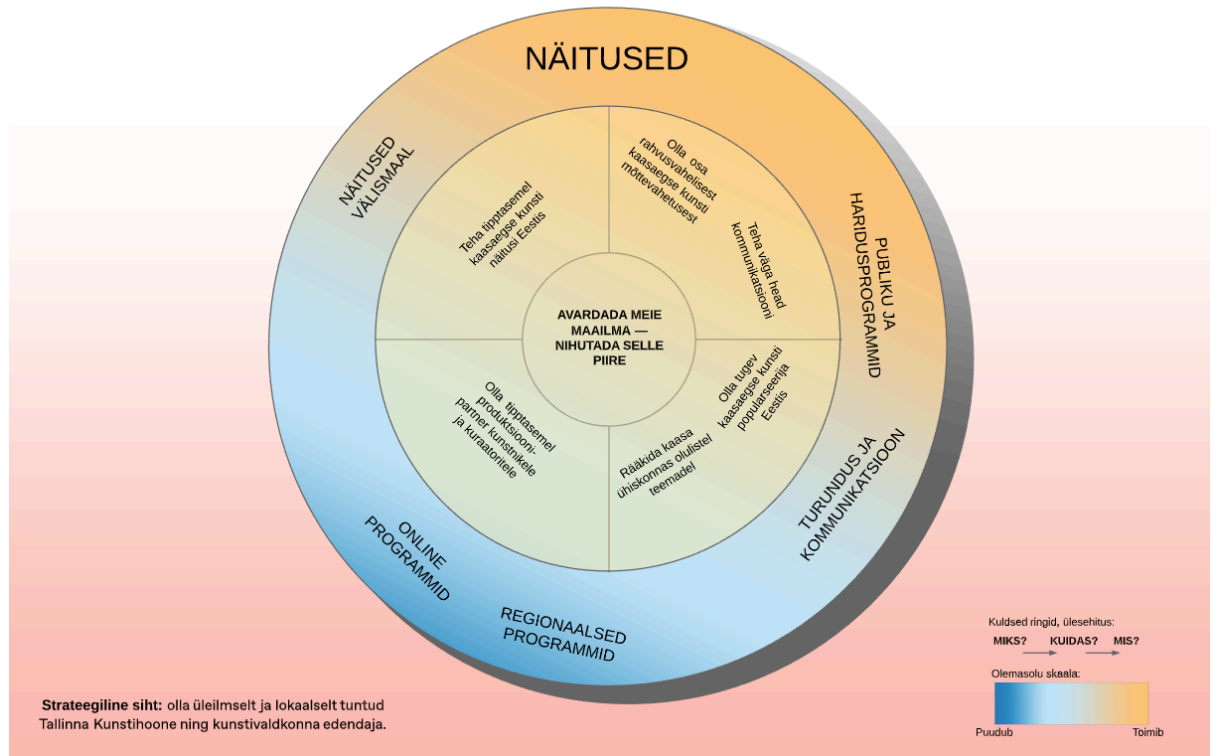 NÄITUSED
NÄITUSED
VÄLISMAAL
PUBLIKU JA
HARIDUSPROGRAMMID
TURUNDUS JA
KOMMUNIKATSIOON
REGIONAALSED
PROGRAMMID
ONLINE
PROGRAMMID
Teha tipptasemel
kaasaegse kunsti
näitusi Eestis
Olla osa
rahvusvahelisest
kaasaegse kunsti
mõttevahetusest
Teha väga head
kommunikatsiooni
Olla tugev
kaasaegse kunsti
popularseerija
Eestis
Rääkida kaasa
ühiskonnas olulistel
teemadel
Olla tipptasemel
produktsiooni-
partner kunstnikele
ja kuraatoritele
AVARDADA MEIE
MAAILMA —
NIHUTADA SELLE
PIIRE
Kuldsed ringid, ülesehitus:
MIKS? KUIDAS? MIS?
Olemasolu skaala:
Puudub Toimib
Strateegiline siht: olla üleilmselt ja lokaalselt tuntud
Tallinna Kunstihoone ning kunstivaldkonna edendaja.